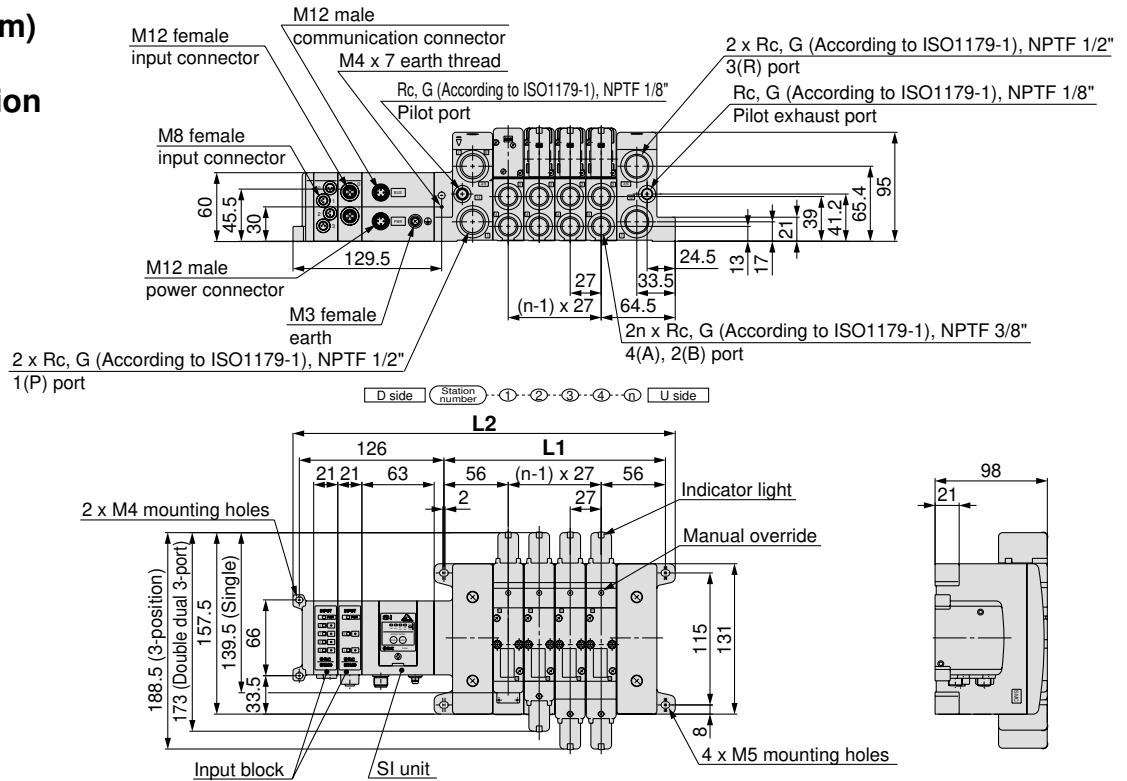 m)
ion
M12 male
communication connector
M12 female
input connector
M4 x 7 earth thread
Rc, G (According to ISO1179-1), NPTF 1/8"
Pilot port
2 x Rc, G (According to ISO1179-1), NPTF 1/2"
3(R) port
Rc, G (According to ISO1179-1), NPTF 1/8"
Pilot exhaust port
M8 female
input connector
60
45.5
30
129.5
M12 male
power connector
M3 female
earth
2 x Rc, G (According to ISO1179-1), NPTF 1/2"
1(P) port
95
65.4
41.2
39
21
17
13
24.5
33.5
27
(n-1) x 27
64.5
2n x Rc, G (According to ISO1179-1), NPTF 3/8"
4(A), 2(B) port
D side
Station number
1 2 3 4 n
U side
L2
126
L1
21 21 63
56
(n-1) x 27
56
2
27
2 x M4 mounting holes
Indicator light
Manual override
188.5 (3-position)
173 (Double dual 3-port)
157.5
139.5 (Single)
66
33.5
INPUT
INPUT
SI
115
131
8
Input block
SI unit
4 x M5 mounting holes
98
21